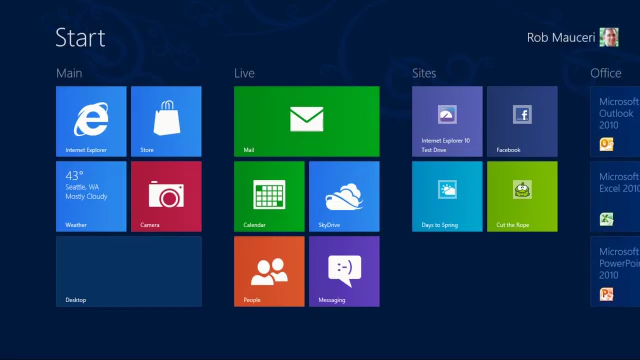 Start
Rob Mauceri
Main
Live
Sites
Office
Internet Explorer
Store
Mail
Internet Explorer 10
Test Drive
Facebook
Microsoft
Outlook
2010
43°
Seattle, WA
Mostly Cloudy
Weather
Camera
Calendar
SkyDrive
Days to Spring
Cut the Rope
Microsoft
Excel 2010
Desktop
People
:-)
Messaging
Microsoft
PowerPoi
2010